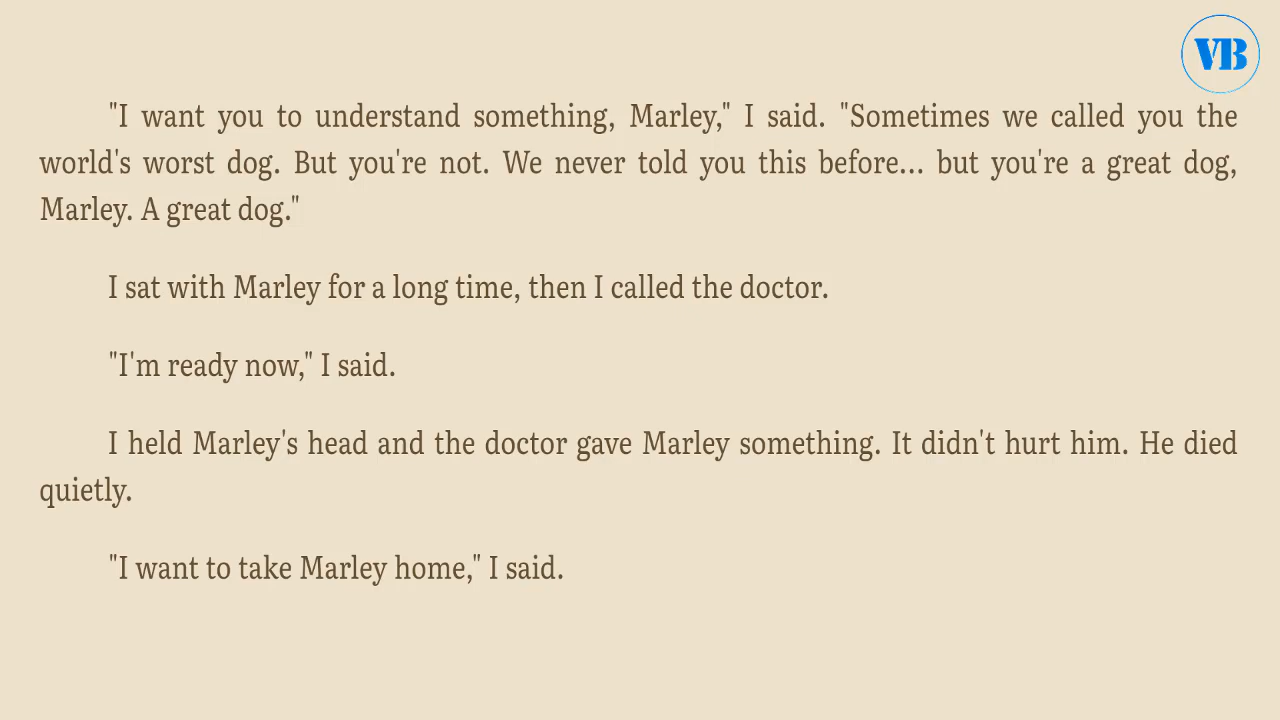 VB
"I want you to understand something, Marley," I said. "Sometimes we called you the
world's worst dog. But you're not. We never told you this before... but you're a great dog,
Marley. A great dog."
I sat with Marley for a long time, then I called the doctor.
"I'm ready now," I said.
I held Marley's head and the doctor gave Marley something. It didn't hurt him. He died
quietly.
"I want to take Marley home," I said.